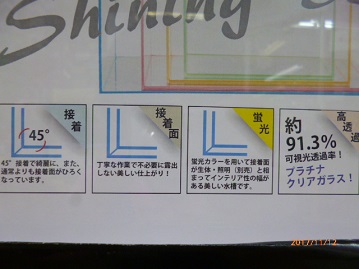 Shining
接着
45°
45° 接着で綺麗に、また、
通常よりも接着面がひろく
なっています。
接着面
丁寧な作業で不必要に露出
しない美しい仕上がり！
蛍光
蛍光カラーを用いて接着面
が生体・照明（別売）と相
まってインテリア性の幅が
ある美しい水槽です。
高透過
約
91.3%
可視光透過率！
プラチナ
クリアガラス！
2017/11/12